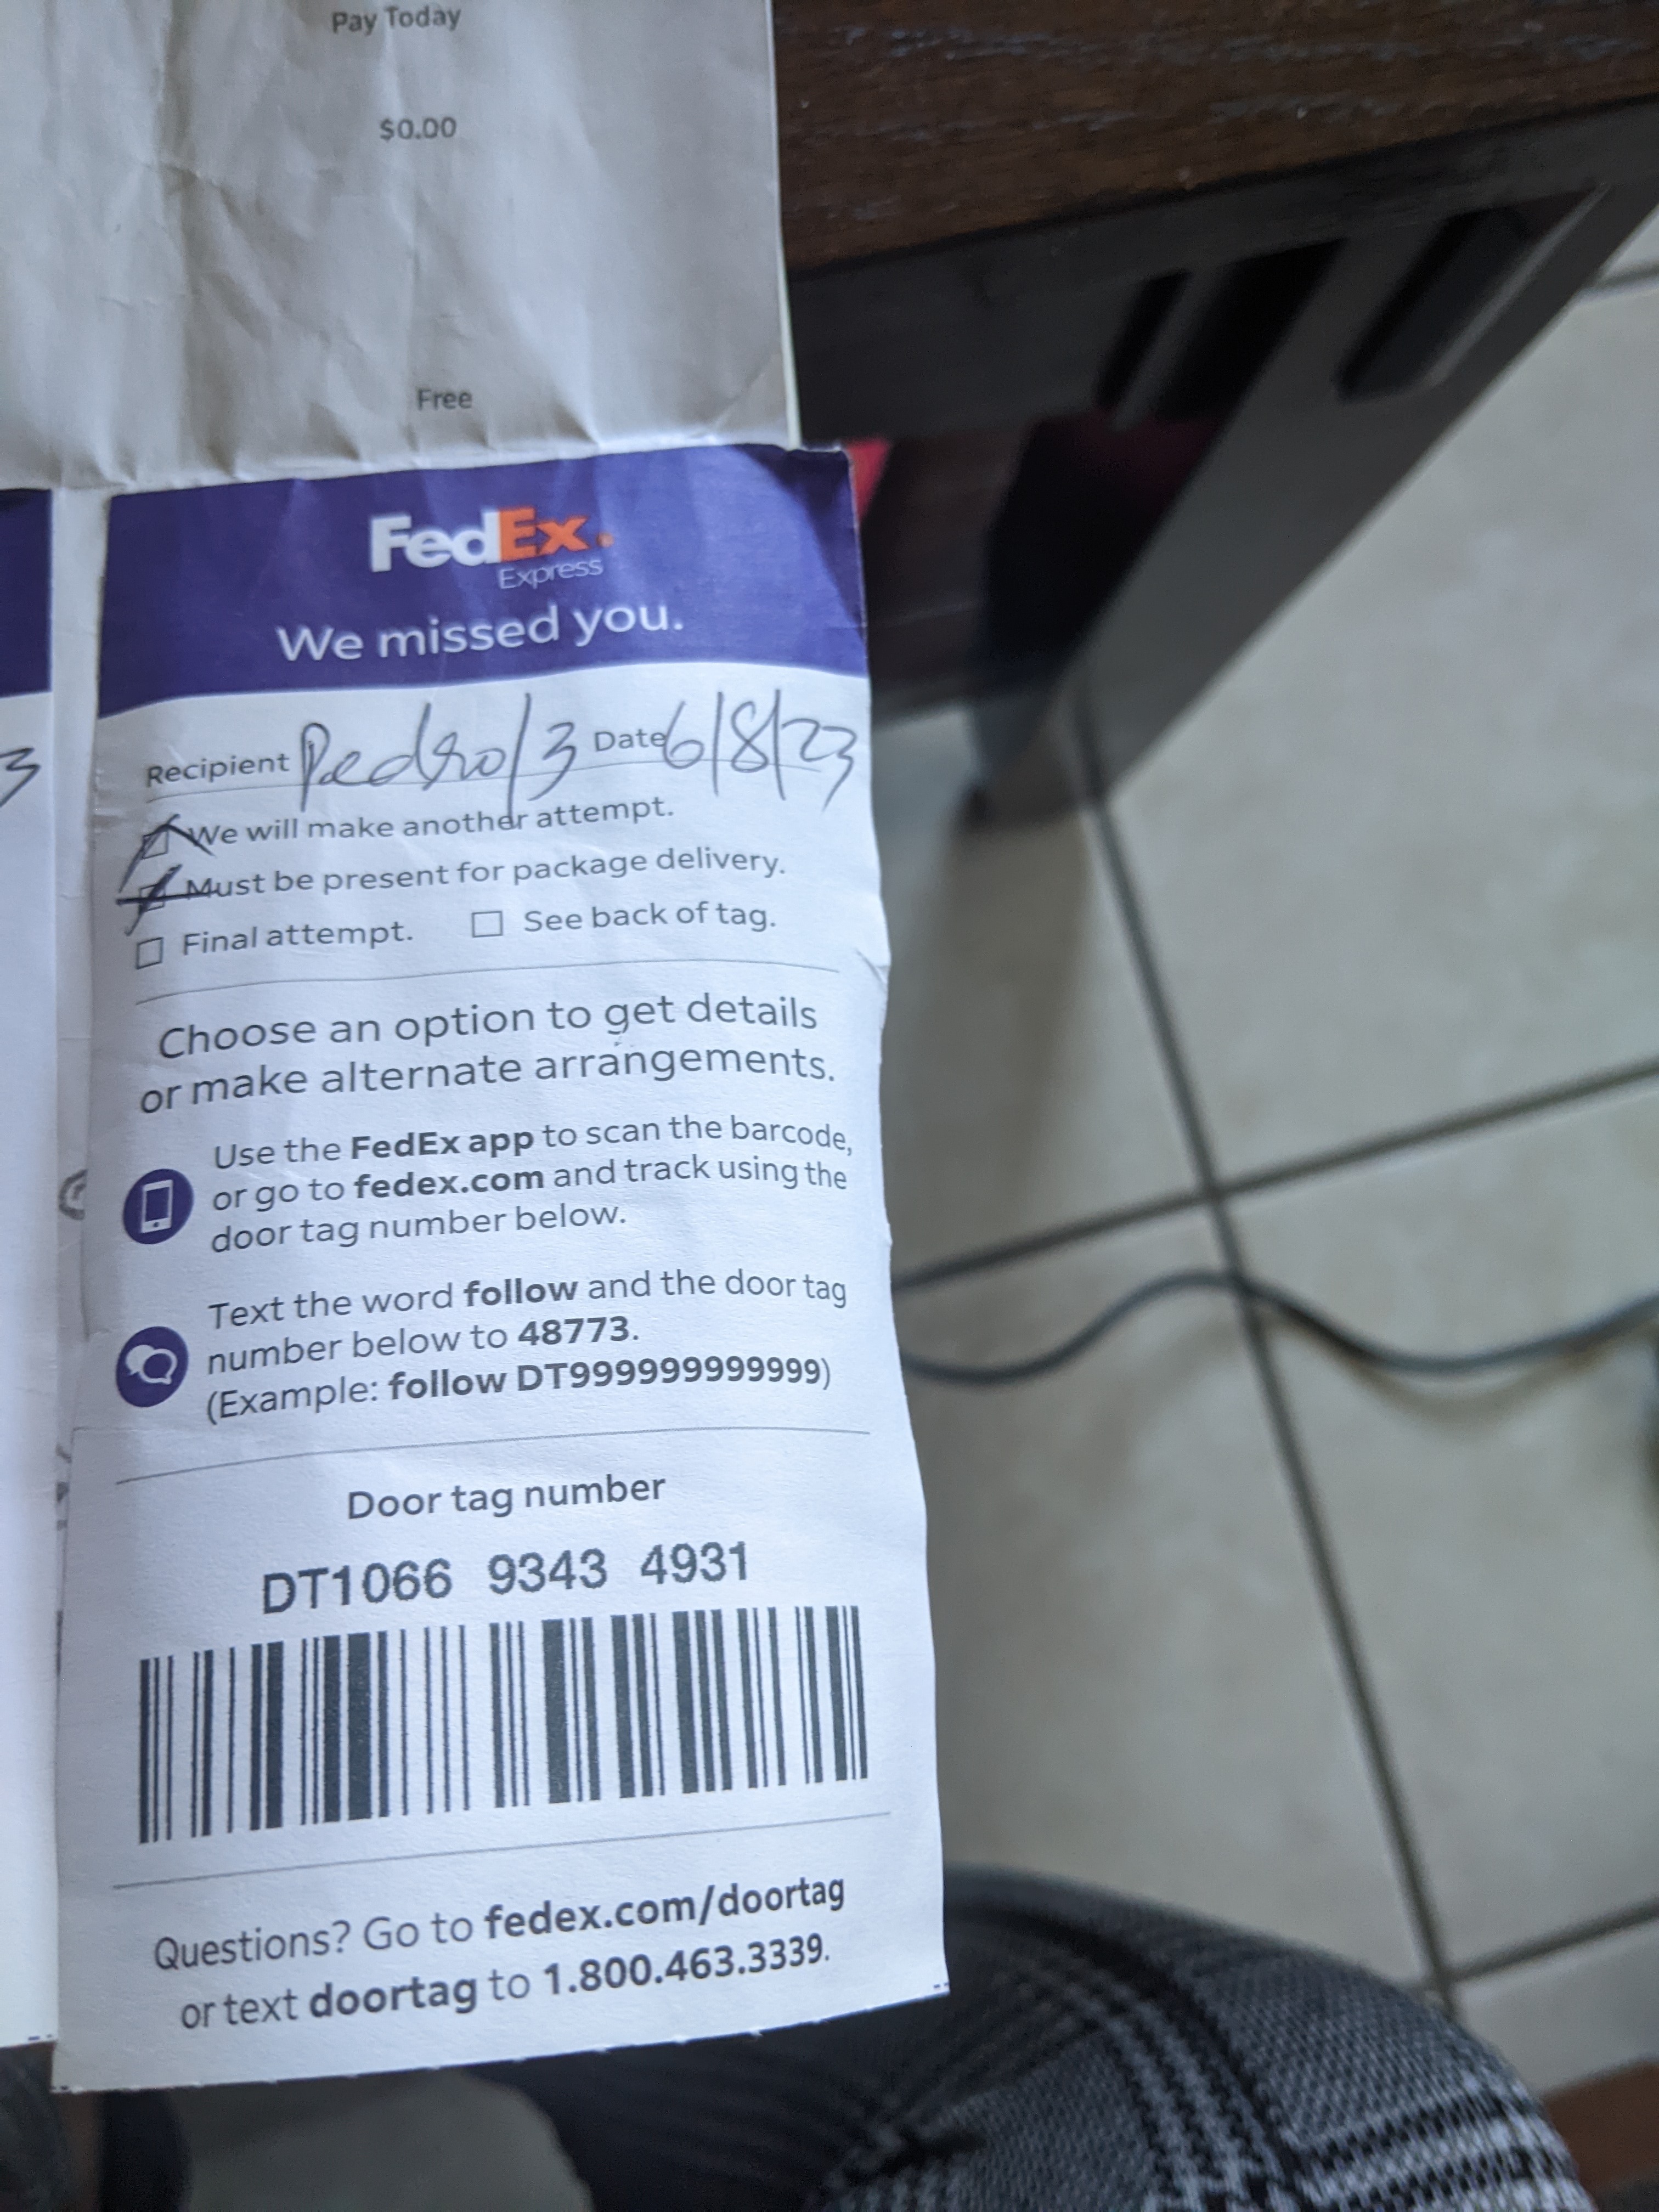 Pay Today
$0.00
Free
FedEx.
Express
We missed you.
Recipient Pedro/3 Date 6/8/23
We will make another attempt.
Must be present for package delivery.
Final attempt. See back of tag.
Choose an option to get details
or make alternate arrangements.
Use the FedEx app to scan the barcode,
or go to fedex.com and track using the
door tag number below.
Text the word follow and the door tag
number below to 48773.
(Example: follow DT999999999999)
Door tag number
DT1066 9343 4931
Questions? Go to fedex.com/doortag
or text doortag to 1.800.463.3339.
3